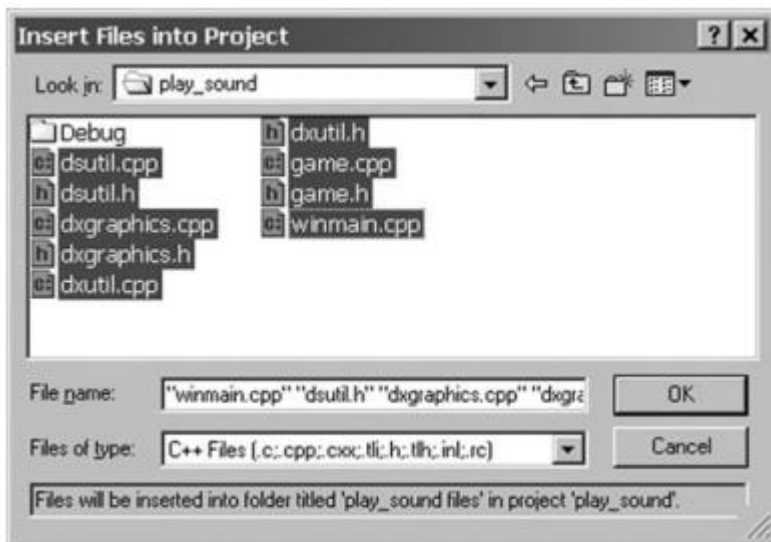 Insert Files into Project
Look in: play_sound
Debug
dsutil.cpp
dsutil.h
dxgraphics.cpp
dxgraphics.h
dxutil.cpp
dxutil.h
game.cpp
game.h
winmain.cpp
File name: "winmain.cpp" "dsutil.h" "dxgraphics.cpp" "dxgra
OK
Files of type: C++ Files (.c;.cpp;.cxx;.tli;.h;.tlh;.inl;.rc)
Cancel
Files will be inserted into folder titled 'play_sound files' in project 'play_sound'.